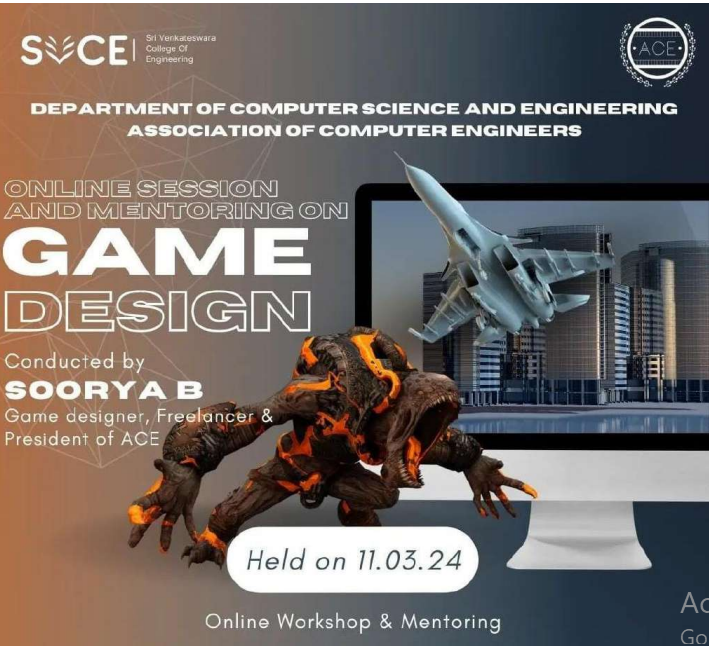 SVCE
Sri Venkateswara
College Of
Engineering
ACE
DEPARTMENT OF COMPUTER SCIENCE AND ENGINEERING
ASSOCIATION OF COMPUTER ENGINEERS
ONLINE SESSION
AND MENTORING ON
GAME
DESIGN
Conducted by
SOORYA B
Game designer, Freelancer &
President of ACE
Held on 11.03.24
Online Workshop & Mentoring